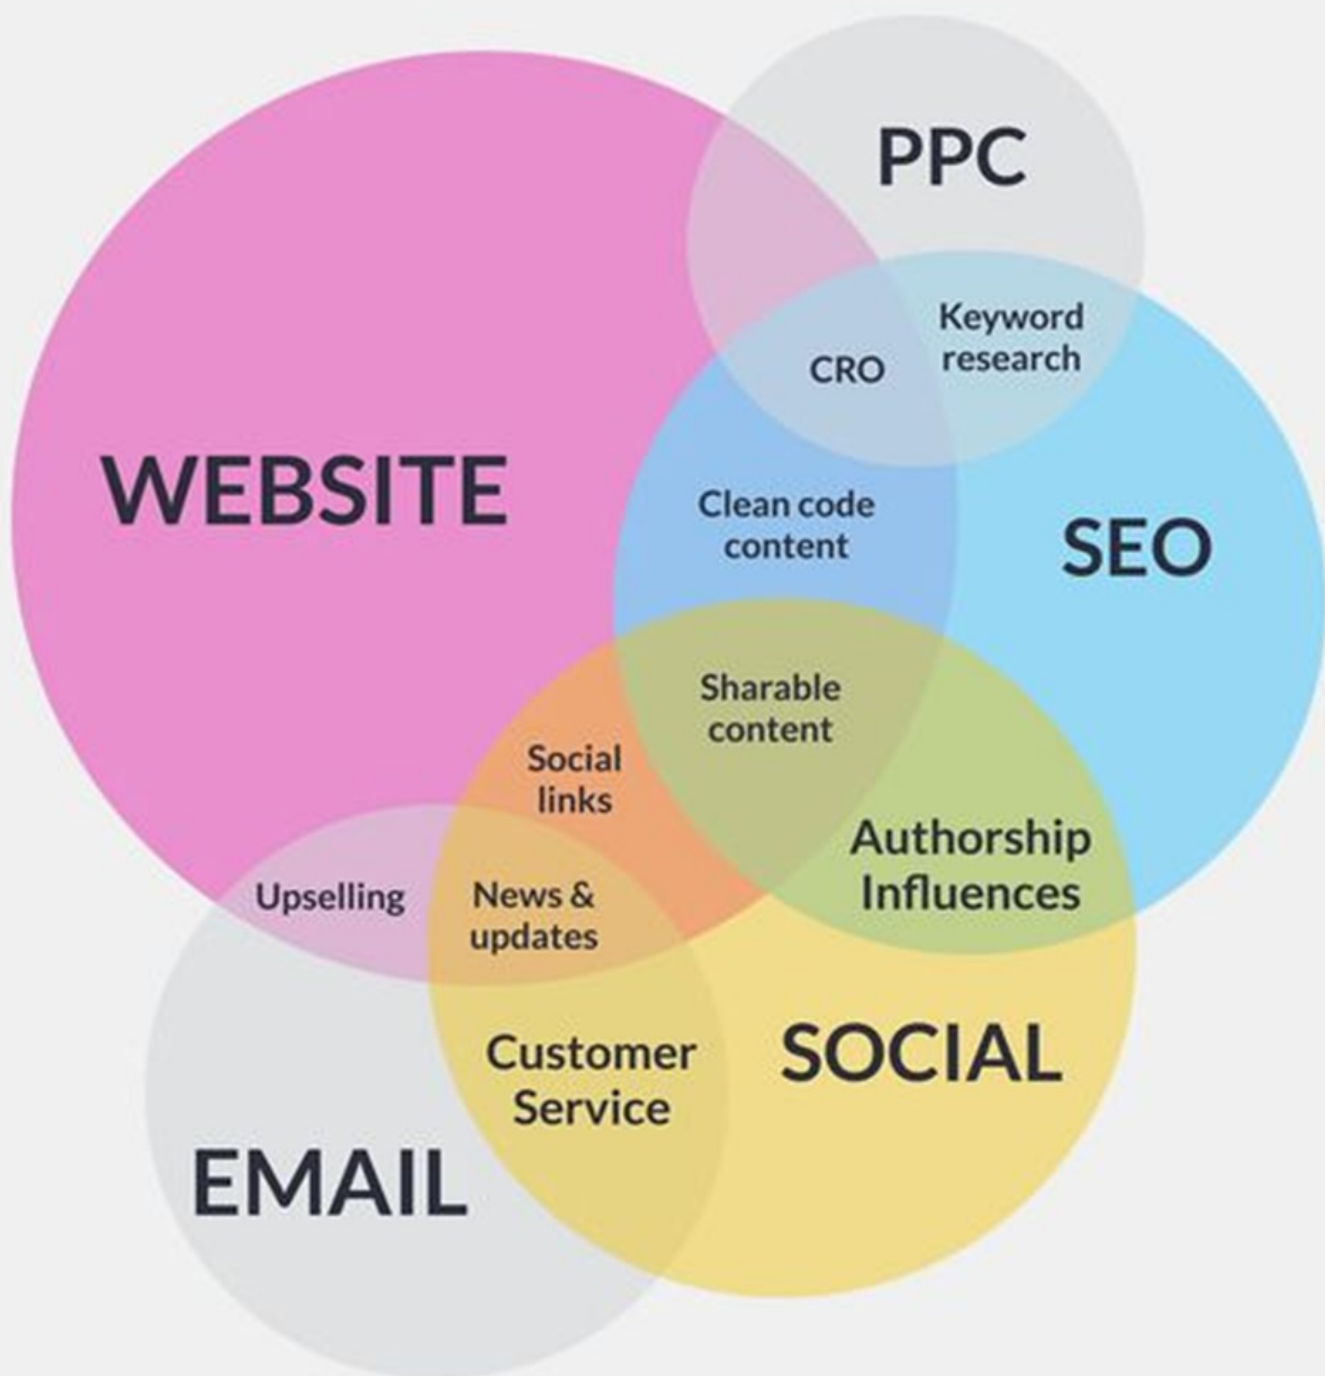 PPC
Keyword
research
CRO
WEBSITE
Clean code
content
SEO
Sharable
content
Social
links
Authorship
Influences
Upselling
News &
updates
Customer
Service
SOCIAL
EMAIL